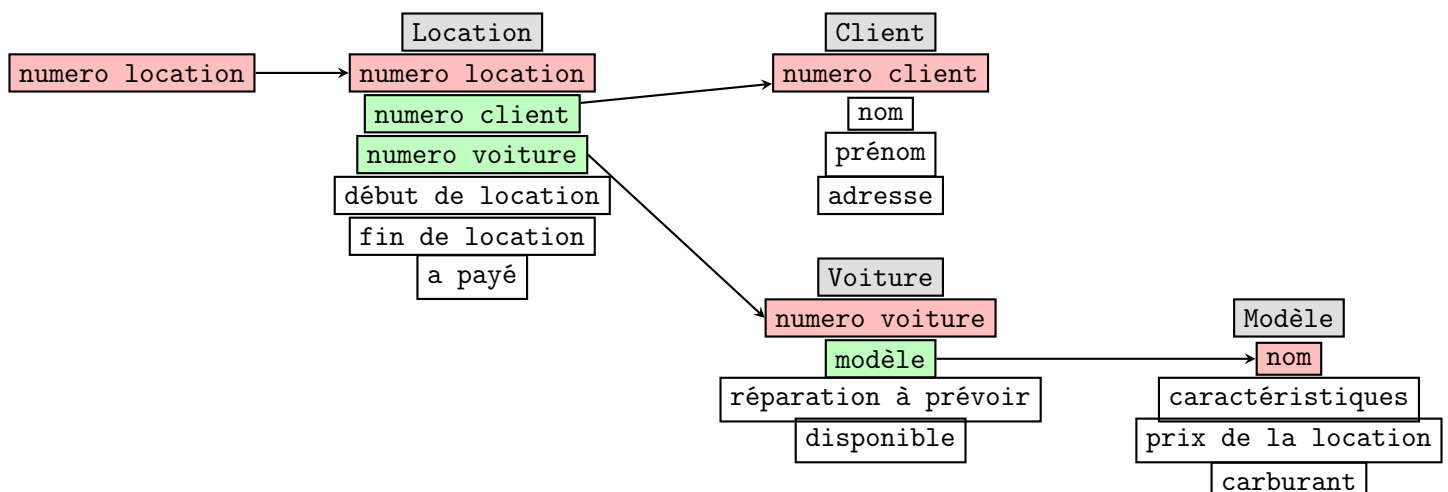 numero location
Location
numero location
numero client
numero voiture
début de location
fin de location
a payé
Client
numero client
nom
prénom
adresse
Voiture
numero voiture
modèle
réparation à prévoir
disponible
Modèle
nom
caractéristiques
prix de la location
carburant